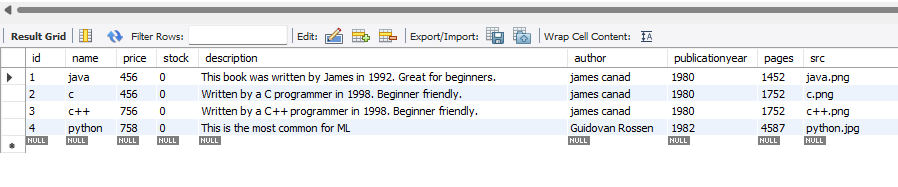 Result Grid Filter Rows: Edit: Export/Import: Wrap Cell Content: IA
id name price stock description author publicationyear pages src
1 java 456 0 This book was written by James in 1992. Great for beginners. james canad 1980 1452 java.png
2 c 456 0 Written by a C programmer in 1998. Beginner friendly. james canad 1980 1752 c.png
3 c++ 756 0 Written by a C++ programmer in 1998. Beginner friendly. james canad 1980 1752 c++.png
4 python 758 0 This is the most common for ML Guidovan Rossen 1982 4587 python.jpg
NULL NULL NULL NULL NULL NULL NULL NULL NULL